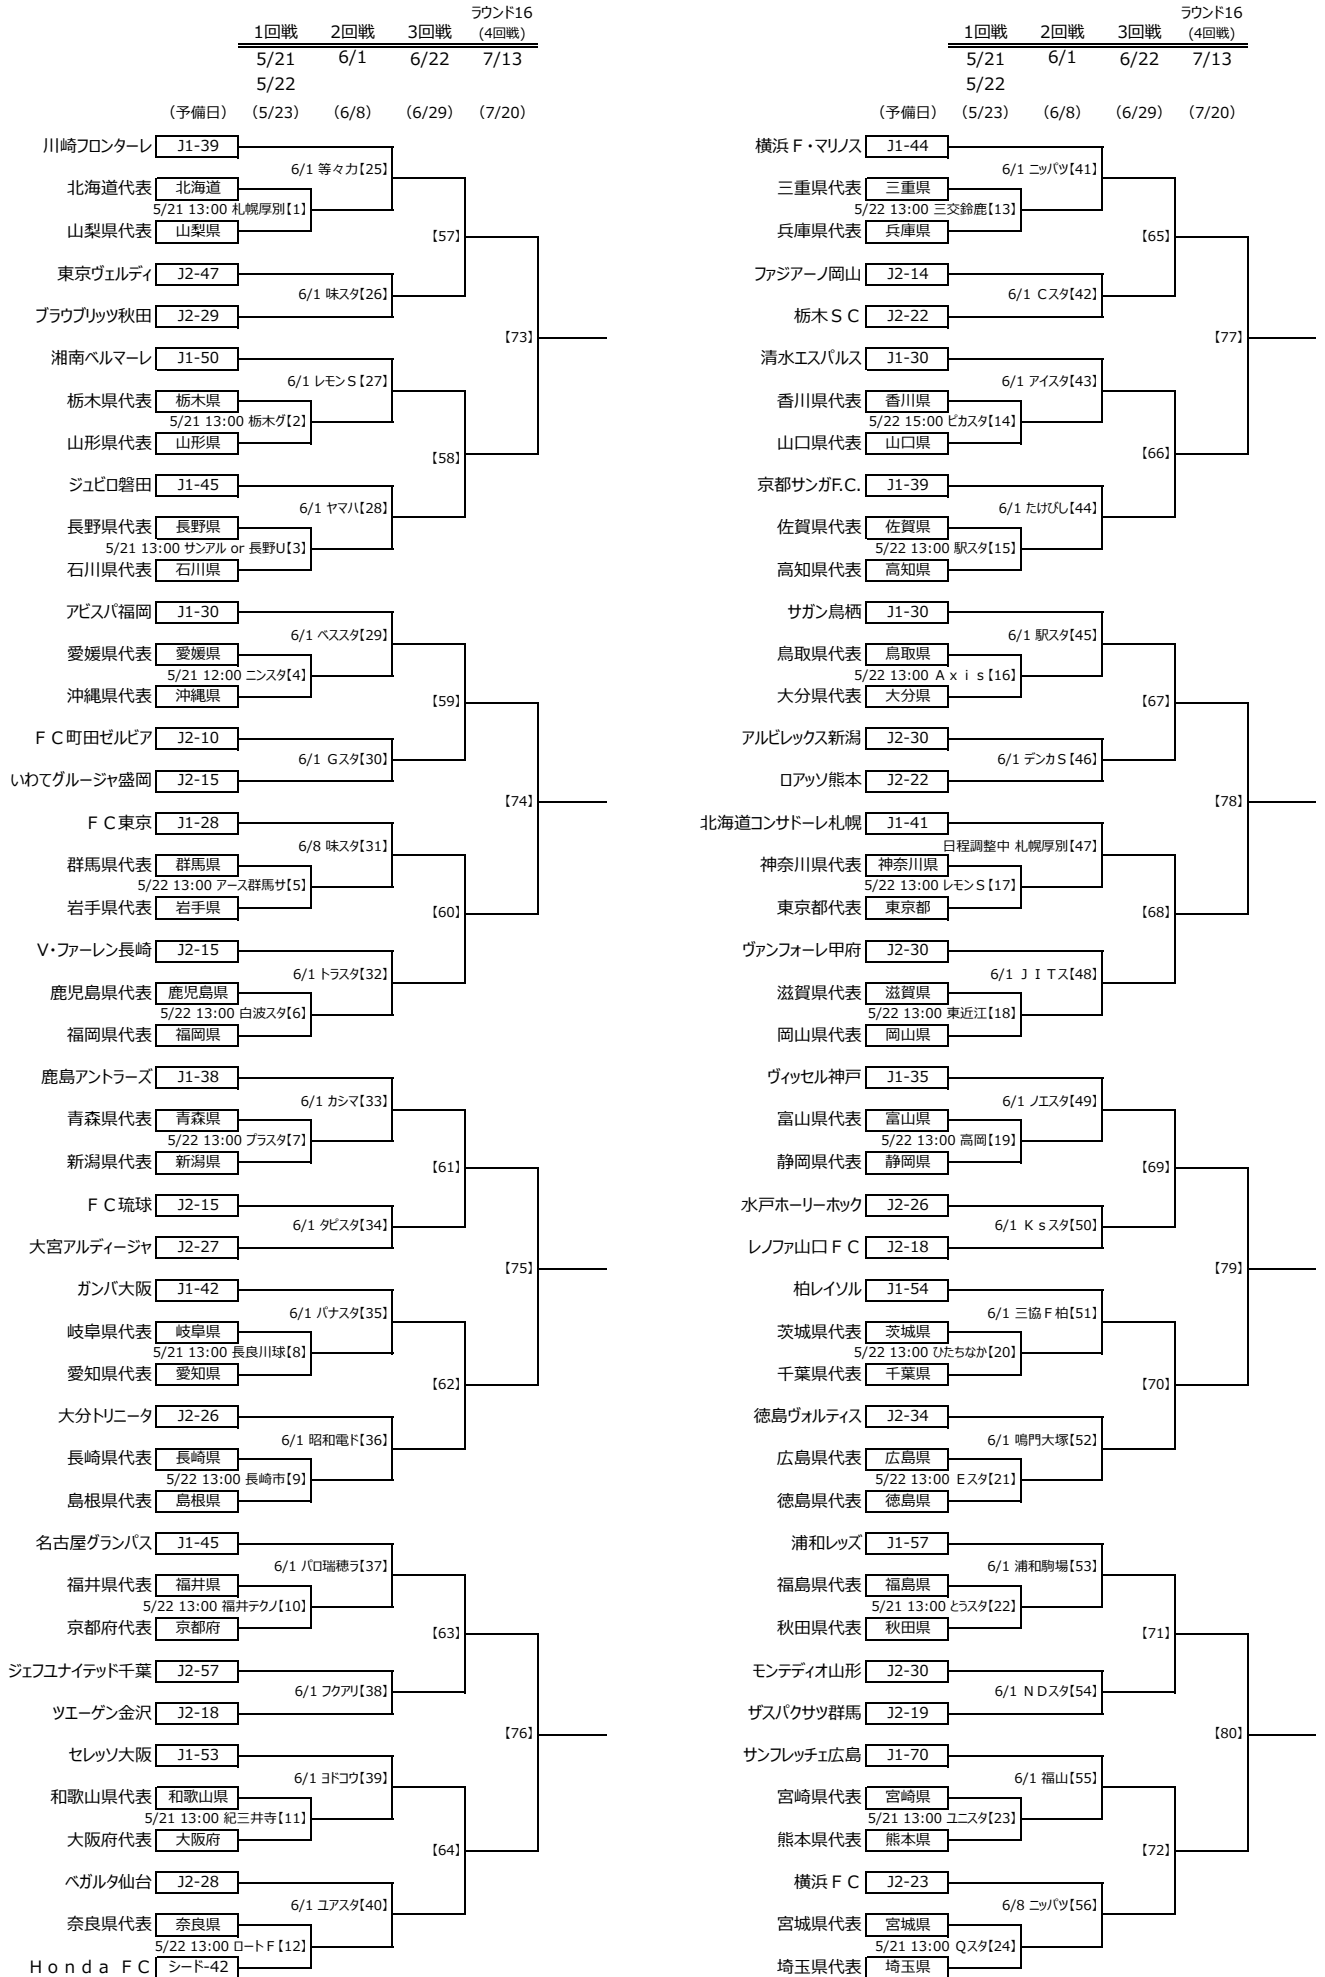 ラウンド16
1回戦 2回戦 3回戦 (4回戦)
5/21 6/1 6/22 7/13
5/22
(予備日) (5/23) (6/8) (6/29) (7/20)
川崎フロンターレ J1-39
6/1 等々力【25】
北海道代表 北海道
5/21 13:00 札幌厚別【1】
山梨県代表 山梨県
【57】
東京ヴェルディ J2-47
6/1 味スタ【26】
ブラウブリッツ秋田 J2-29
【73】
湘南ベルマーレ J1-50
6/1 レモンS【27】
栃木県代表 栃木県
5/21 13:00 栃木グ【2】
山形県代表 山形県
【58】
ジュビロ磐田 J1-45
6/1 ヤマハ【28】
長野県代表 長野県
5/21 13:00 サンアル or 長野U【3】
石川県代表 石川県
アビスパ福岡 J1-30
6/1 ベススタ【29】
愛媛県代表 愛媛県
5/21 12:00 ニンスタ【4】
沖縄県代表 沖縄県
【59】
FC町田ゼルビア J2-10
6/1 Gスタ【30】
いわてグルージャ盛岡 J2-15
【74】
FC東京 J1-28
6/8 味スタ【31】
群馬県代表 群馬県
5/22 13:00 アース群馬サ【5】
岩手県代表 岩手県
【60】
V・ファーレン長崎 J2-15
6/1 トラスタ【32】
鹿児島県代表 鹿児島県
5/22 13:00 白波スタ【6】
福岡県代表 福岡県
鹿島アントラーズ J1-38
6/1 カシマ【33】
青森県代表 青森県
5/22 13:00 プラスタ【7】
新潟県代表 新潟県
【61】
FC琉球 J2-15
6/1 タピスタ【34】
大宮アルディージャ J2-27
【75】
ガンバ大阪 J1-42
6/1 パナスタ【35】
岐阜県代表 岐阜県
5/21 13:00 長良川球【8】
愛知県代表 愛知県
【62】
大分トリニータ J2-26
6/1 昭和電ド【36】
長崎県代表 長崎県
5/22 13:00 長崎市【9】
島根県代表 島根県
名古屋グランパス J1-45
6/1 パロ瑞穂ラ【37】
福井県代表 福井県
5/22 13:00 福井テクノ【10】
京都府代表 京都府
【63】
ジェフユナイテッド千葉 J2-57
6/1 フクアリ【38】
ツエーゲン金沢 J2-18
【76】
セレッソ大阪 J1-53
6/1 ヨドコウ【39】
和歌山県代表 和歌山県
5/21 13:00 紀三井寺【11】
大阪府代表 大阪府
【64】
ベガルタ仙台 J2-28
6/1 ユアスタ【40】
奈良県代表 奈良県
5/22 13:00 ロートF【12】
Honda FC シード-42
ラウンド16
1回戦 2回戦 3回戦 (4回戦)
5/21 6/1 6/22 7/13
5/22
(予備日) (5/23) (6/8) (6/29) (7/20)
横浜F・マリノス J1-44
6/1 ニッパツ【41】
三重県代表 三重県
5/22 13:00 三交鈴鹿【13】
兵庫県代表 兵庫県
【65】
ファジアーノ岡山 J2-14
6/1 Cスタ【42】
栃木SC J2-22
【77】
清水エスパルス J1-30
6/1 アイスタ【43】
香川県代表 香川県
5/22 15:00 ピカスタ【14】
山口県代表 山口県
【66】
京都サンガF.C. J1-39
6/1 たけびし【44】
佐賀県代表 佐賀県
5/22 13:00 駅スタ【15】
高知県代表 高知県
サガン鳥栖 J1-30
6/1 駅スタ【45】
鳥取県代表 鳥取県
5/22 13:00 Axis【16】
大分県代表 大分県
【67】
アルビレックス新潟 J2-30
6/1 デンカS【46】
ロアッソ熊本 J2-22
【78】
北海道コンサドーレ札幌 J1-41
日程調整中 札幌厚別【47】
神奈川県代表 神奈川県
5/22 13:00 レモンS【17】
東京都代表 東京都
【68】
ヴァンフォーレ甲府 J2-30
6/1 JITス【48】
滋賀県代表 滋賀県
5/22 13:00 東近江【18】
岡山県代表 岡山県
ヴィッセル神戸 J1-35
6/1 ノエスタ【49】
富山県代表 富山県
5/22 13:00 高岡【19】
静岡県代表 静岡県
【69】
水戸ホーリーホック J2-26
6/1 Ksスタ【50】
レノファ山口FC J2-18
【79】
柏レイソル J1-54
6/1 三協F柏【51】
茨城県代表 茨城県
5/22 13:00 ひたちなか【20】
千葉県代表 千葉県
【70】
徳島ヴォルティス J2-34
6/1 鳴門大塚【52】
広島県代表 広島県
5/22 13:00 Eスタ【21】
徳島県代表 徳島県
浦和レッズ J1-57
6/1 浦和駒場【53】
福島県代表 福島県
5/21 13:00 とうスタ【22】
秋田県代表 秋田県
【71】
モンテディオ山形 J2-30
6/1 NDスタ【54】
ザスパクサツ群馬 J2-19
【80】
サンフレッチェ広島 J1-70
6/1 福山【55】
宮崎県代表 宮崎県
5/21 13:00 ユニスタ【23】
熊本県代表 熊本県
【72】
横浜FC J2-23
6/8 ニッパツ【56】
宮城県代表 宮城県
5/21 13:00 Qスタ【24】
埼玉県代表 埼玉県